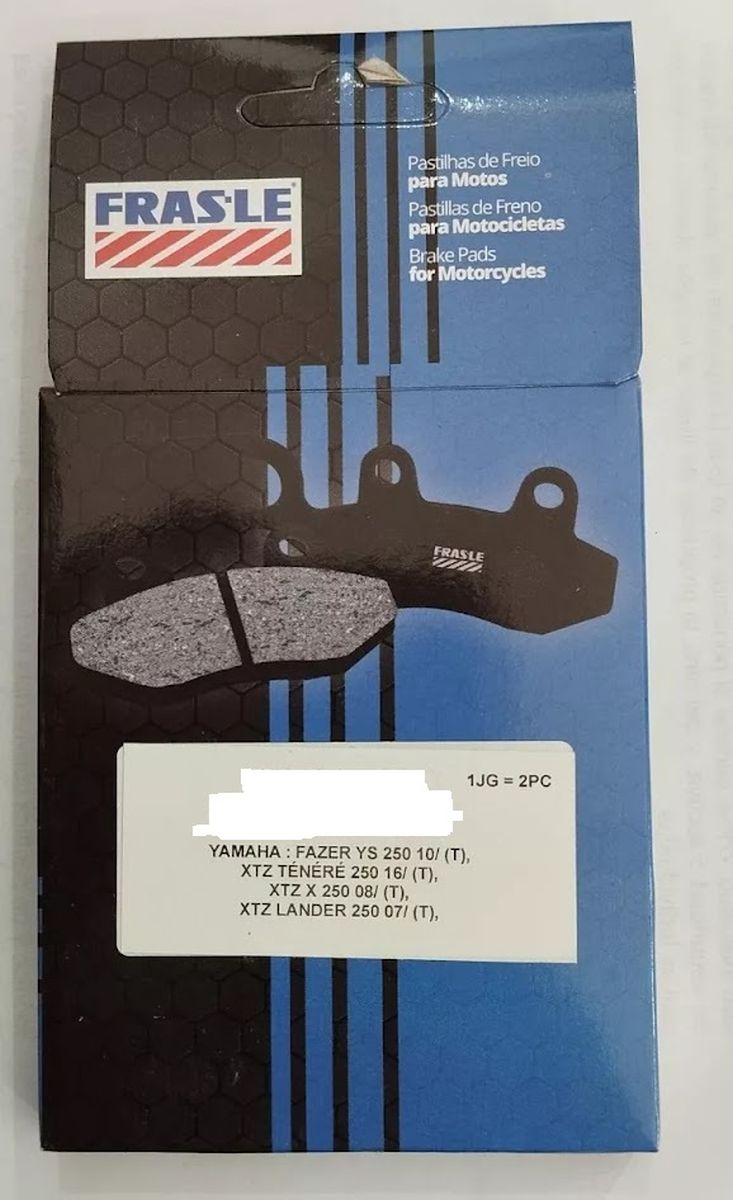 FRAS-LE
Pastilhas de Freio
para Motos
Pastillas de Freno
para Motocicletas
Brake Pads
for Motorcycles
FRAS-LE
1JG = 2PC
YAMAHA : FAZER YS 250 10/ (T),
XTZ TÉNÉRÉ 250 16/ (T),
XTZ X 250 08/ (T),
XTZ LANDER 250 07/ (T),